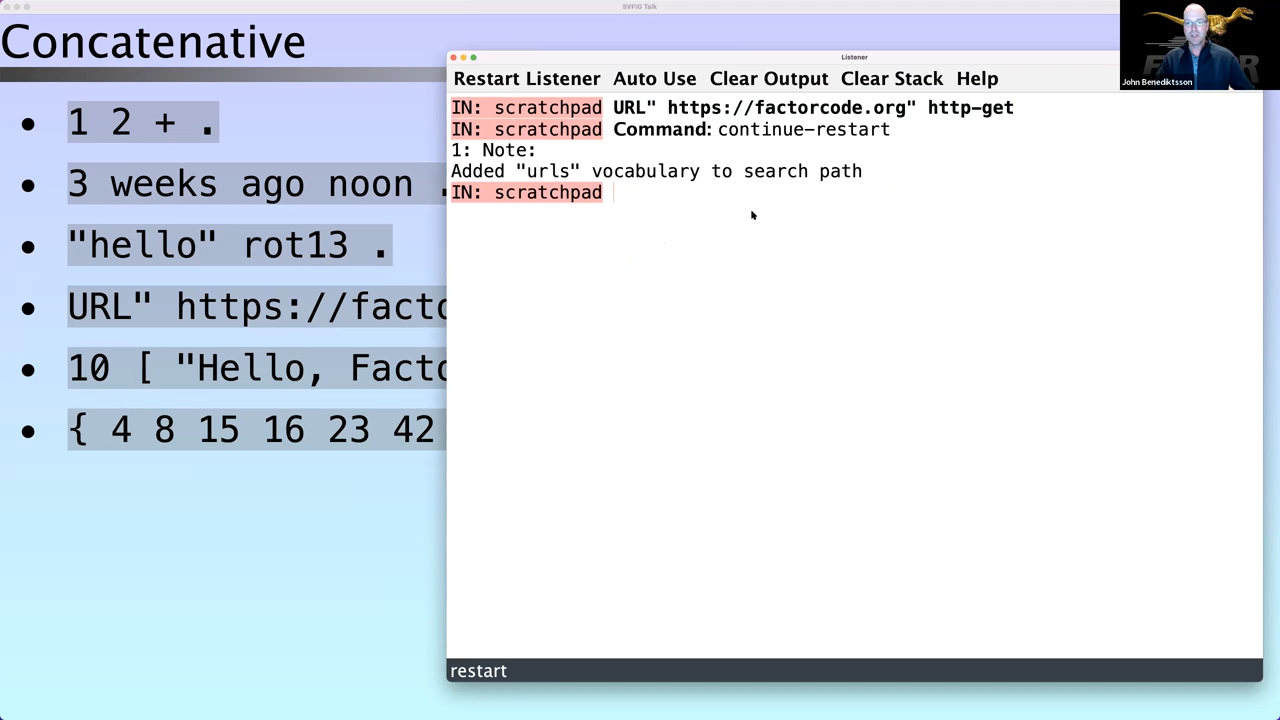 SVFIG Talk
Concatenative
1 2 + .
3 weeks ago noon .
"hello" rot13 .
URL" https://facto
10 [ "Hello, Facto
{ 4 8 15 16 23 42
Listener
Restart Listener Auto Use Clear Output Clear Stack Help
IN: scratchpad URL" https://factorcode.org" http-get
IN: scratchpad Command: continue-restart
1: Note:
Added "urls" vocabulary to search path
IN: scratchpad
restart
John Benediktsson